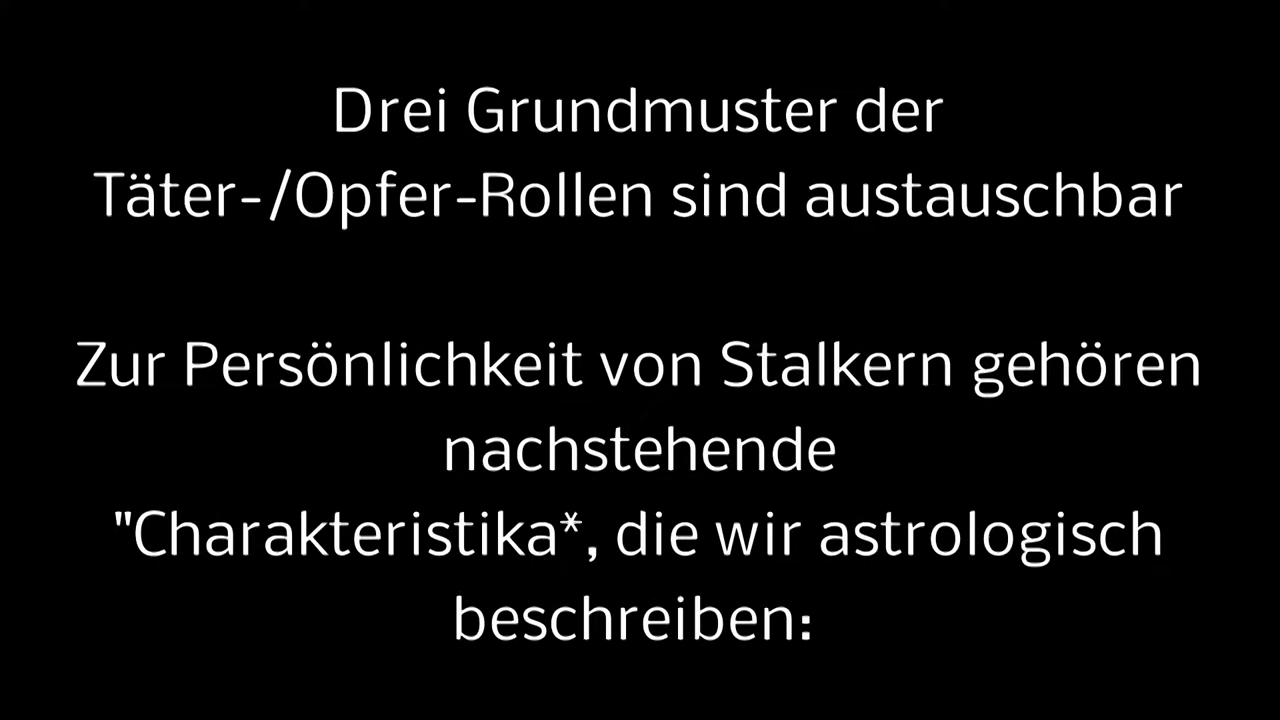 Drei Grundmuster der
Täter-/Opfer-Rollen sind austauschbar
Zur Persönlichkeit von Stalkern gehören
nachstehende
"Charakteristika*, die wir astrologisch
beschreiben: